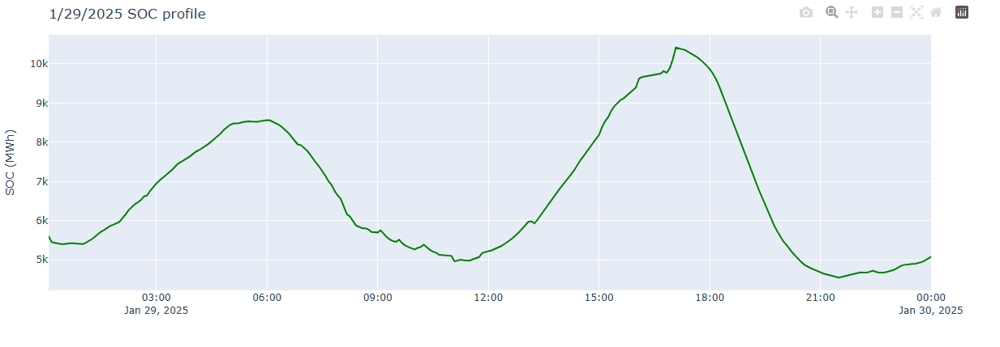 1/29/2025 SOC profile
10k
9k
8k
7k
6k
5k
SOC (MWh)
03:00 06:00 09:00 12:00 15:00 18:00 21:00 00:00
Jan 29, 2025 Jan 30, 2025